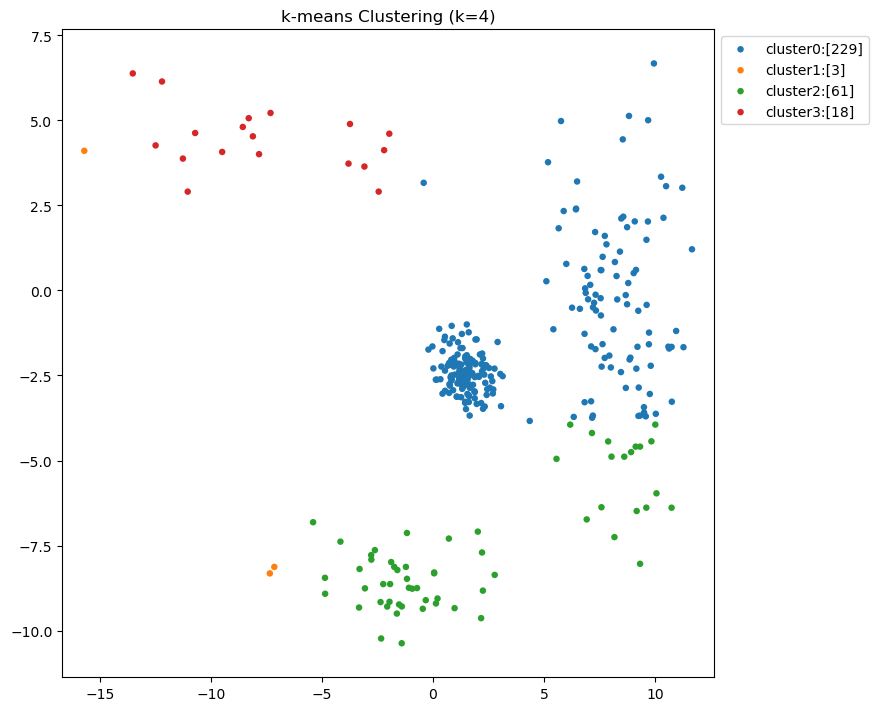 k-means Clustering (k=4)
cluster0:[229]
cluster1:[3]
cluster2:[61]
cluster3:[18]
7.5
5.0
2.5
0.0
−2.5
−5.0
−7.5
−10.0
−15
−10
−5
0
5
10